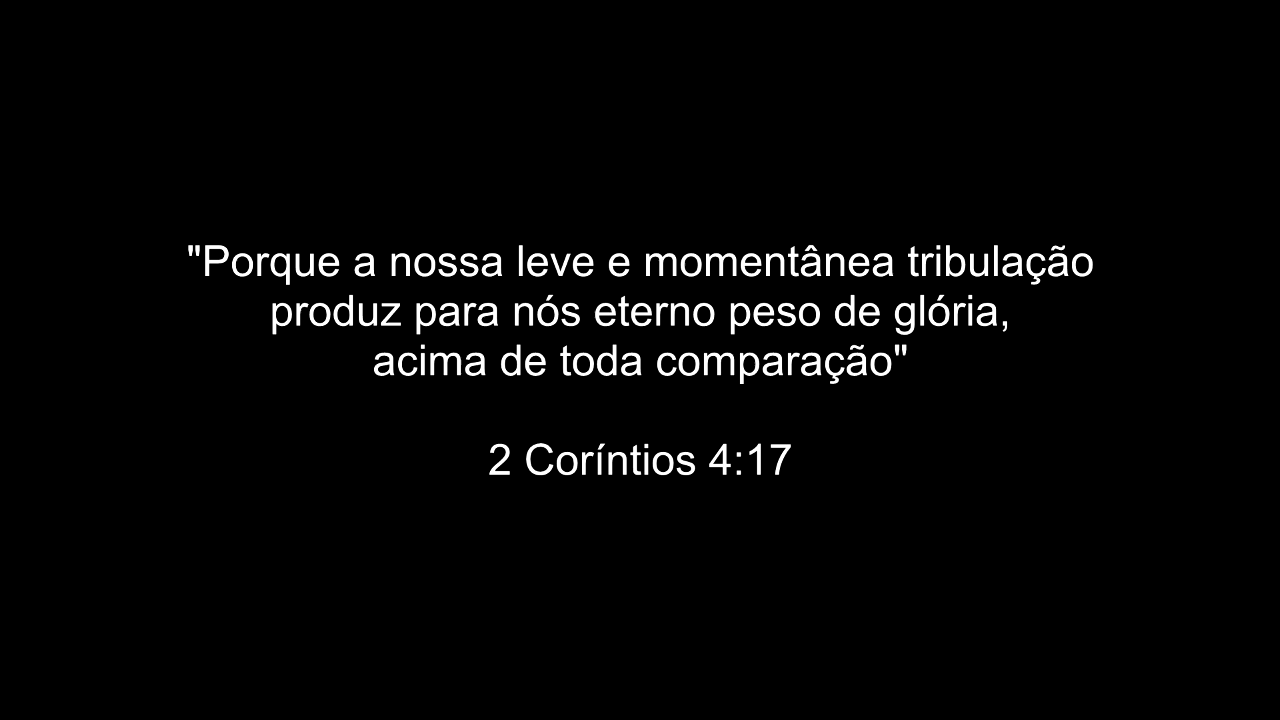 "Porque a nossa leve e momentânea tribulação
produz para nós eterno peso de glória,
acima de toda comparação"
2 Coríntios 4:17